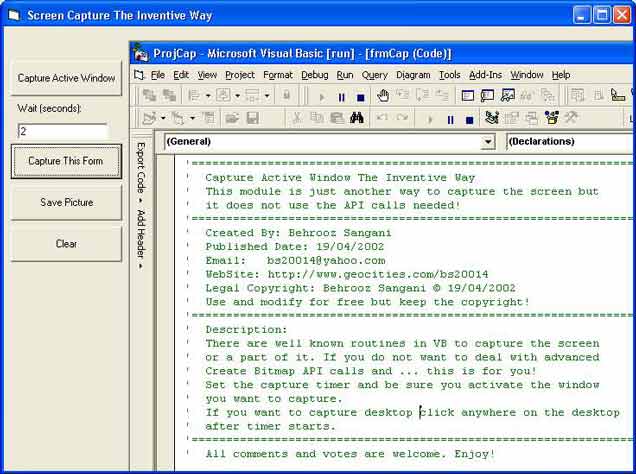 Screen Capture The Inventive Way
Capture Active Window
Wait (seconds):
2
Capture This Form
Save Picture
Clear
ProjCap - Microsoft Visual Basic [run] - [frmCap (Code)]
File Edit View Project Format Debug Run Query Diagram Tools Add-Ins Window Help
Export Code
Add Header
(General)
(Declarations)
'=======================================================
' Capture Active Window The Inventive Way
' This module is just another way to capture the screen but
' it does not use the API calls needed!
'=======================================================
' Created By: Behrooz Sangani
' Published Date: 19/04/2002
' Email: bs20014@yahoo.com
' WebSite: http://www.geocities.com/bs20014
' Legal Copyright: Behrooz Sangani © 19/04/2002
' Use and modify for free but keep the copyright!
'=======================================================
' Description:
' There are well known routines in VB to capture the screen
' or a part of it. If you do not want to deal with advanced
' Create Bitmap API calls and ... this is for you!
' Set the capture timer and be sure you activate the window
' you want to capture.
' If you want to capture desktop click anywhere on the desktop
' after timer starts.
'=======================================================
' All comments and votes are welcome. Enjoy!